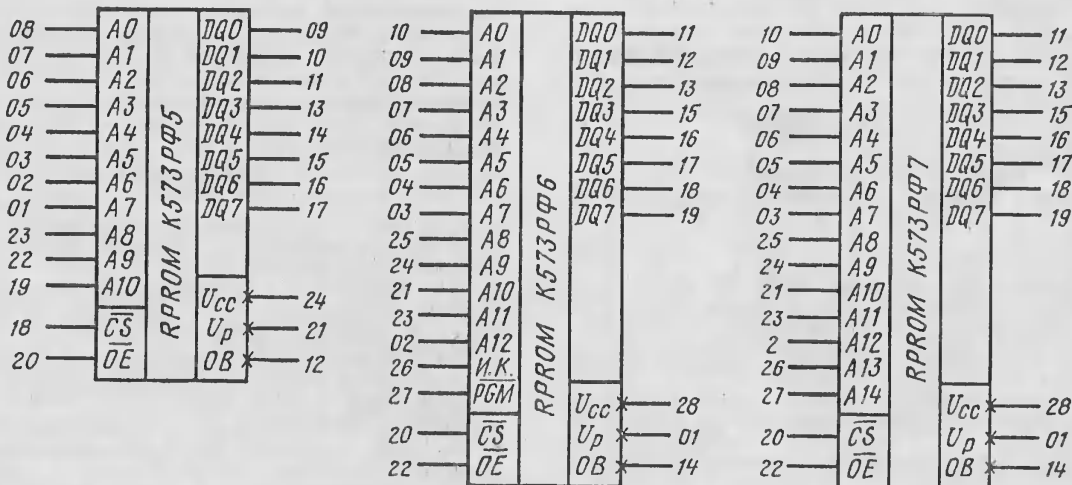 08 A0 DQ0 09
07 A1 DQ1 10
06 A2 DQ2 11
05 A3 DQ3 13
04 A4 DQ4 14
03 A5 DQ5 15
02 A6 DQ6 16
01 A7 DQ7 17
23 A8
22 A9
19 A10
Ucc 24
18 CS Up 21
20 OE 0В 12
RPROM К573РФ5
10 A0 DQ0 11
09 A1 DQ1 12
08 A2 DQ2 13
07 A3 DQ3 15
06 A4 DQ4 16
05 A5 DQ5 17
04 A6 DQ6 18
03 A7 DQ7 19
25 A8
24 A9
21 A10
23 A11
02 A12
26 И.К.
27 PGM
Ucc 28
20 CS Up 01
22 OE 0В 14
RPROM К573РФ6
10 A0 DQ0 11
09 A1 DQ1 12
08 A2 DQ2 13
07 A3 DQ3 15
06 A4 DQ4 16
05 A5 DQ5 17
04 A6 DQ6 18
03 A7 DQ7 19
25 A8
24 A9
21 A10
23 A11
2 A12
26 A13
27 A14
Ucc 28
20 CS Up 01
22 OE 0В 14
RPROM К573РФ7